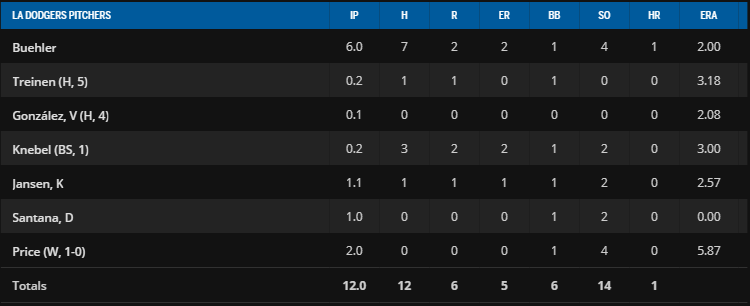 LA DODGERS PITCHERS IP H R ER BB SO HR ERA
Buehler 6.0 7 2 2 1 4 1 2.00
Treinen (H, 5) 0.2 1 1 0 1 0 0 3.18
González, V (H, 4) 0.1 0 0 0 0 0 0 2.08
Knebel (BS, 1) 0.2 3 2 2 1 2 0 3.00
Jansen, K 1.1 1 1 1 1 2 0 2.57
Santana, D 1.0 0 0 0 1 2 0 0.00
Price (W, 1-0) 2.0 0 0 0 1 4 0 5.87
Totals 12.0 12 6 5 6 14 1